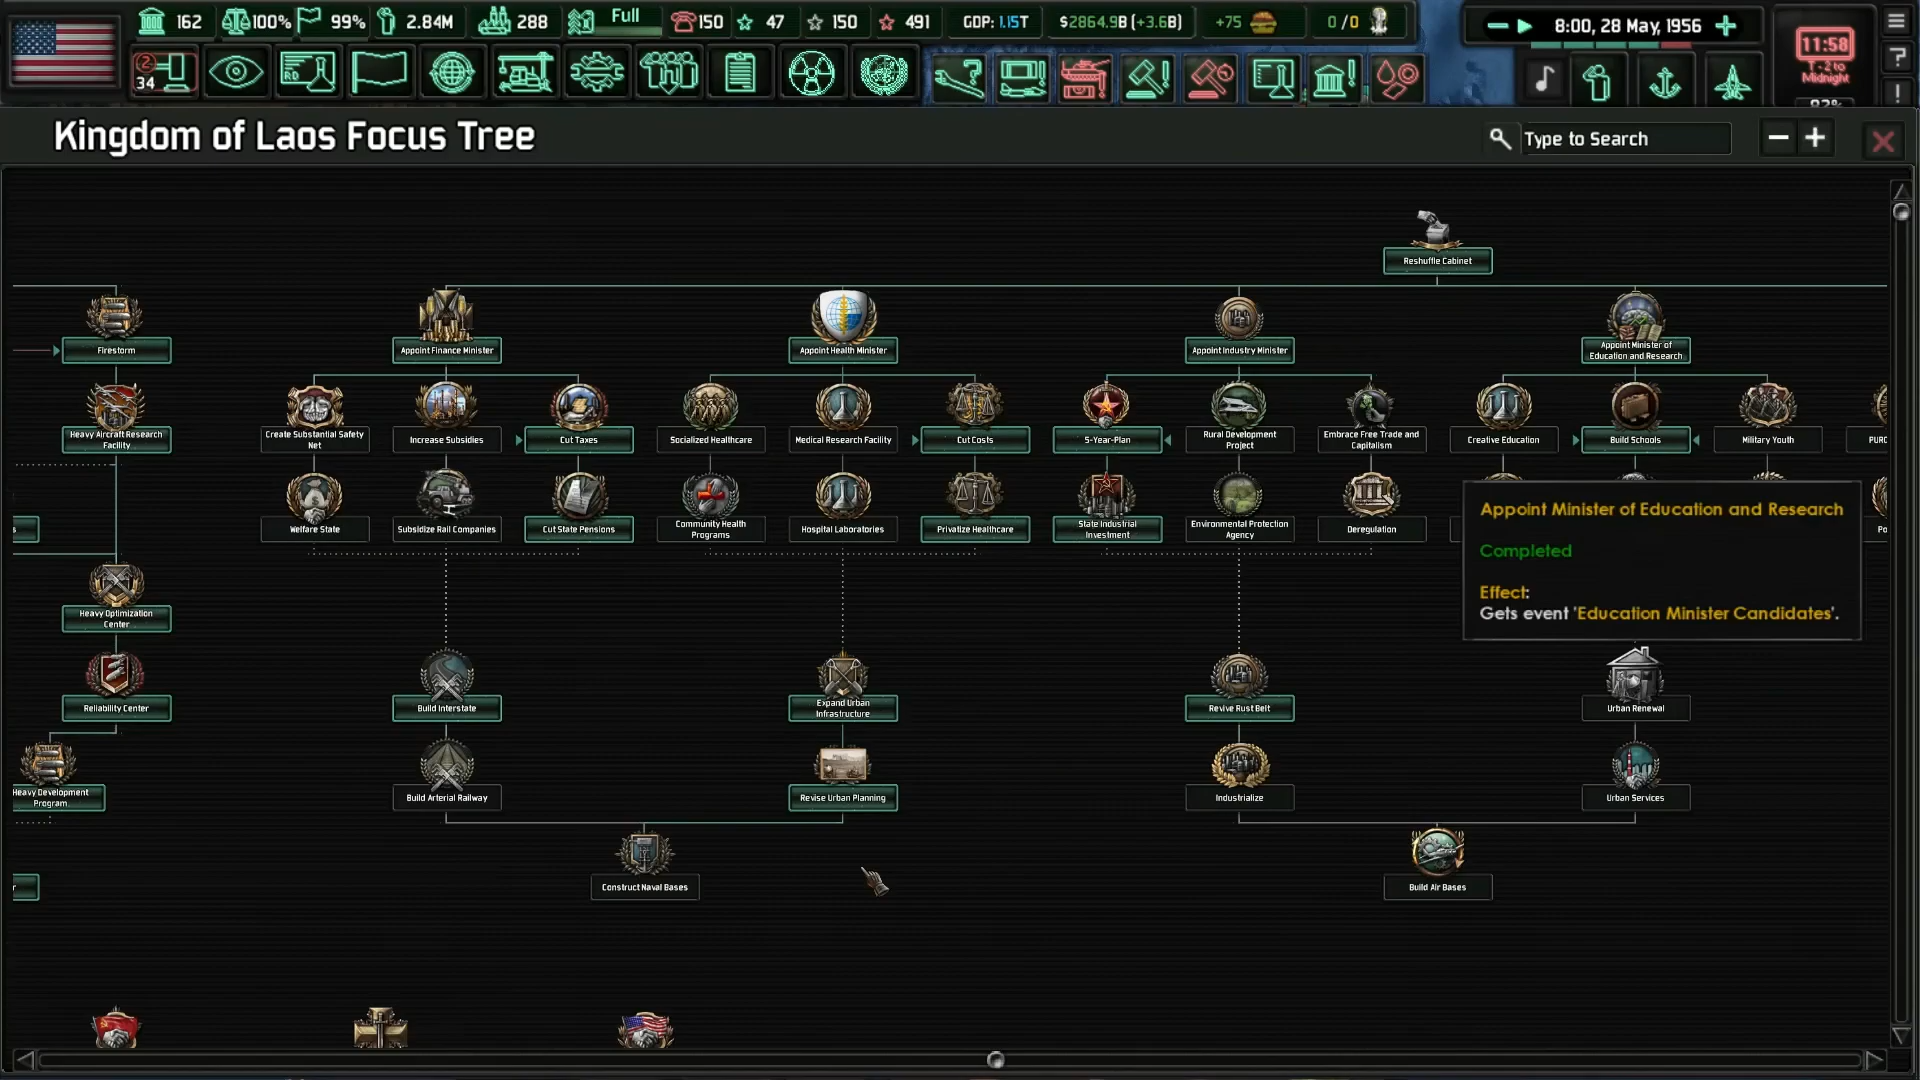 162
100%
99%
2.84M
288
Full
150
47
150
491
GDP: 1.15T
$2864.9B (+3.6B)
+75
0 / 0
8:00, 28 May, 1956
11:58
T-2 to
Midnight
34
Kingdom of Laos Focus Tree
Type to Search
Reshuffle Cabinet
Firestorm
Appoint Finance Minister
Appoint Health Minister
Appoint Industry Minister
Appoint Minister of
Education and Research
Heavy Aircraft Research
Facility
Create Substantial Safety
Net
Increase Subsidies
Cut Taxes
Socialized Healthcare
Medical Research Facility
Cut Costs
5-Year-Plan
Rural Development
Project
Embrace Free Trade and
Capitalism
Creative Education
Build Schools
Military Youth
Welfare State
Subsidize Rail Companies
Cut State Pensions
Community Health
Programs
Hospital Laboratories
Privatize Healthcare
State Industrial
Investment
Environmental Protection
Agency
Deregulation
Appoint Minister of Education and Research
Completed
Effect:
Gets event 'Education Minister Candidates'.
Heavy Optimization
Center
Reliability Center
Build Interstate
Expand Urban
Infrastructure
Revive Rust Belt
Urban Renewal
Heavy Development
Program
Build Arterial Railway
Revise Urban Planning
Industrialize
Urban Services
Construct Naval Bases
Build Air Bases